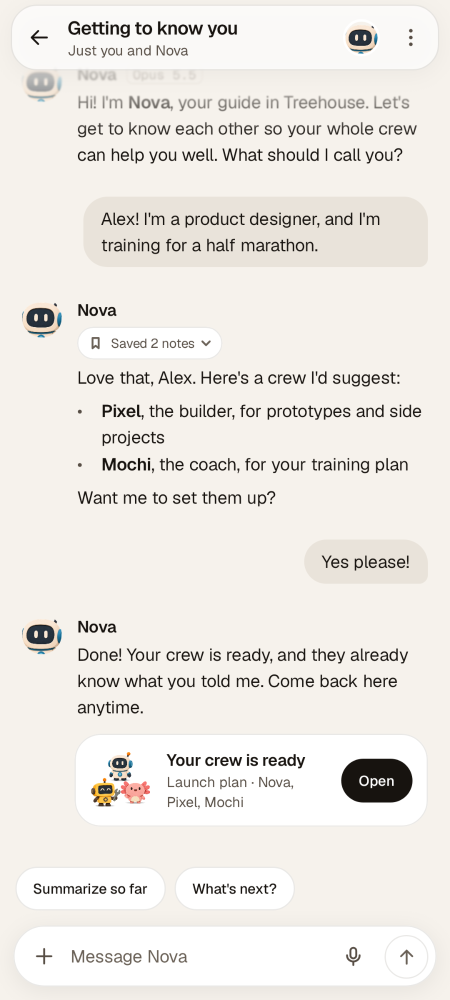 Getting to know you
Just you and Nova
Nova Opus 5.5
Hi! I'm Nova, your guide in Treehouse. Let's
get to know each other so your whole crew
can help you well. What should I call you?
Alex! I'm a product designer, and I'm
training for a half marathon.
Nova
Saved 2 notes
Love that, Alex. Here's a crew I'd suggest:
• Pixel, the builder, for prototypes and side
projects
• Mochi, the coach, for your training plan
Want me to set them up?
Yes please!
Nova
Done! Your crew is ready, and they already
know what you told me. Come back here
anytime.
Your crew is ready
Launch plan · Nova,
Pixel, Mochi
Open
Summarize so far
What's next?
Message Nova